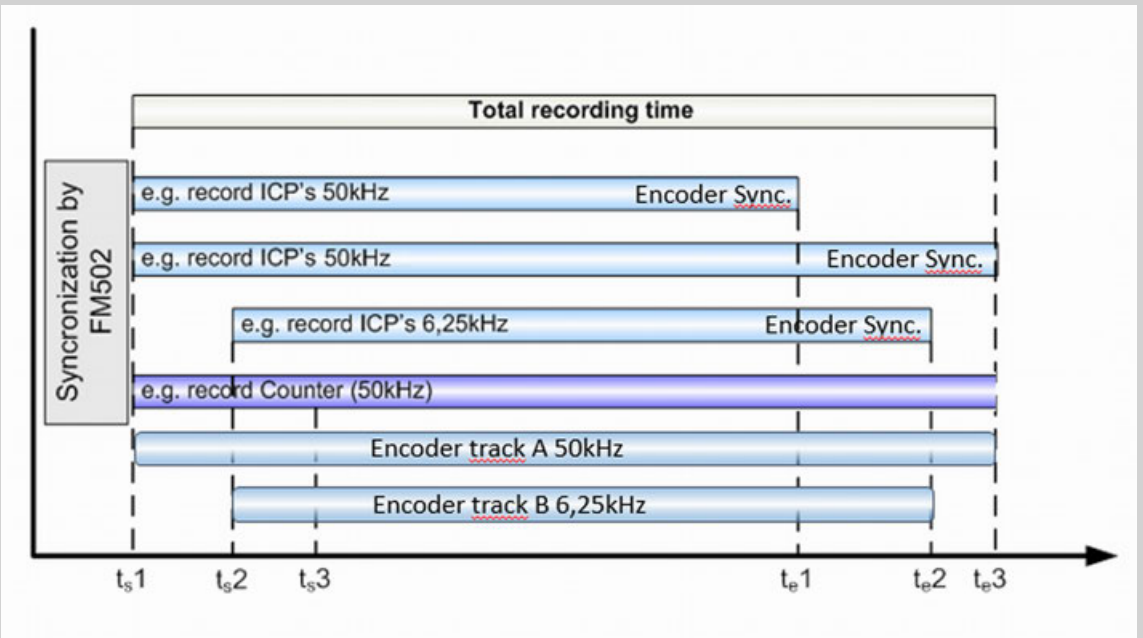 Total recording time
Syncronization by
FM502
e.g. record ICP's 50kHz Encoder Sync.
e.g. record ICP's 50kHz Encoder Sync.
e.g. record ICP's 6,25kHz Encoder Sync.
e.g. record Counter (50kHz)
Encoder track A 50kHz
Encoder track B 6,25kHz
ts1 ts2 ts3 te1 te2 te3